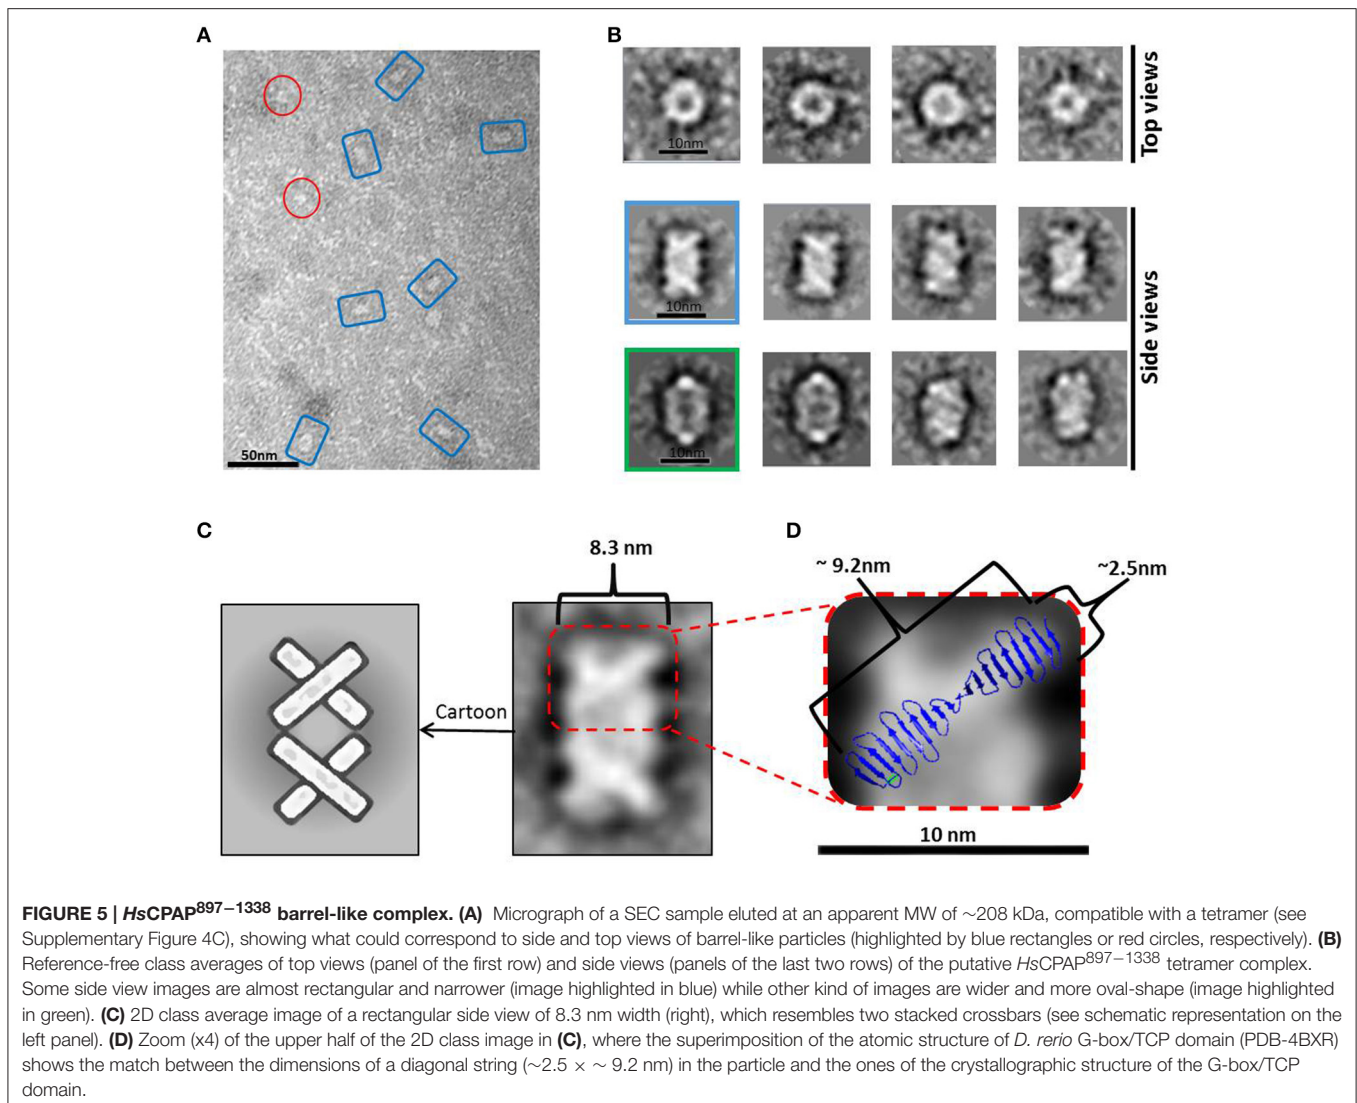 A
B
50nm
10nm
10nm
10nm
Top views
Side views
C
D
8.3 nm
Cartoon
~ 9.2nm
~2.5nm
10 nm
FIGURE 5 | HsCPAP897−1338 barrel-like complex. (A) Micrograph of a SEC sample eluted at an apparent MW of ~208 kDa, compatible with a tetramer (see
Supplementary Figure 4C), showing what could correspond to side and top views of barrel-like particles (highlighted by blue rectangles or red circles, respectively). (B)
Reference-free class averages of top views (panel of the first row) and side views (panels of the last two rows) of the putative HsCPAP897−1338 tetramer complex.
Some side view images are almost rectangular and narrower (image highlighted in blue) while other kind of images are wider and more oval-shape (image highlighted
in green). (C) 2D class average image of a rectangular side view of 8.3 nm width (right), which resembles two stacked crossbars (see schematic representation on the
left panel). (D) Zoom (x4) of the upper half of the 2D class image in (C), where the superimposition of the atomic structure of D. rerio G-box/TCP domain (PDB-4BXR)
shows the match between the dimensions of a diagonal string (~2.5 × ~ 9.2 nm) in the particle and the ones of the crystallographic structure of the G-box/TCP
domain.